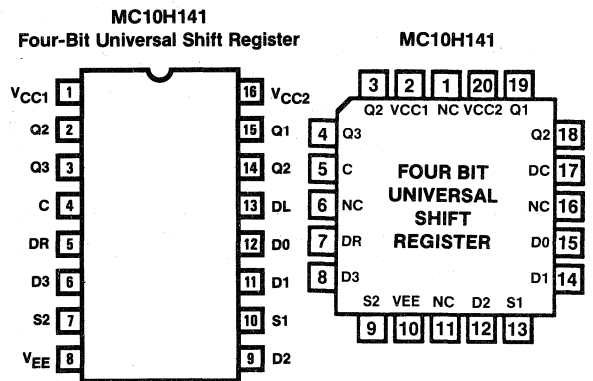 MC10H141
Four-Bit Universal Shift Register
VCC1 1 16 VCC2
Q2 2 15 Q1
Q3 3 14 Q2
C 4 13 DL
DR 5 12 D0
D3 6 11 D1
S2 7 10 S1
VEE 8 9 D2
MC10H141
3 2 1 20 19
Q2 VCC1 NC VCC2 Q1
4 Q3 Q2 18
5 C DC 17
6 NC NC 16
7 DR D0 15
8 D3 D1 14
FOUR BIT
UNIVERSAL
SHIFT
REGISTER
S2 VEE NC D2 S1
9 10 11 12 13